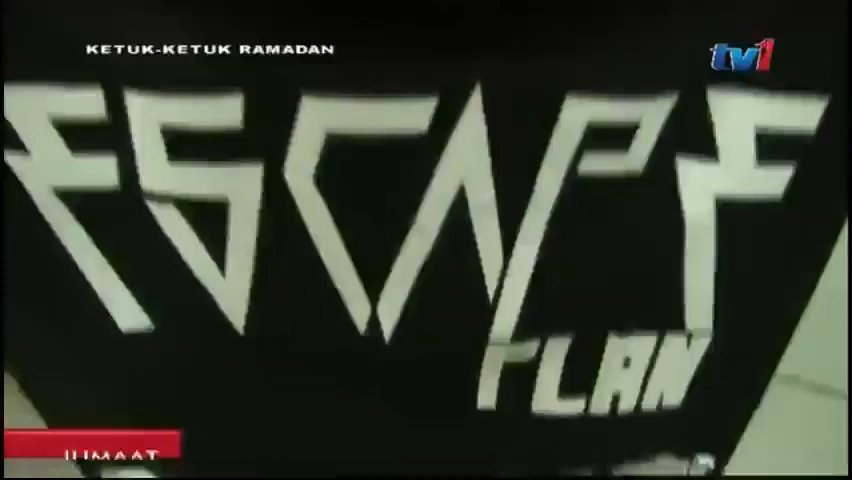 KETUK-KETUK RAMADAN
tv1
ESCAPE
PLAN
JUMAAT